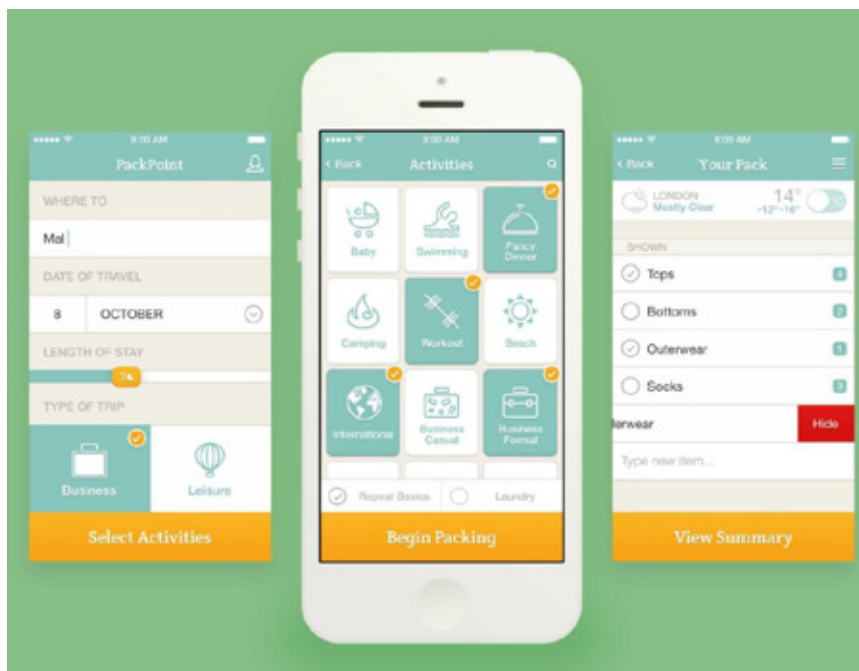 8:00 AM
PackPoint
WHERE TO
Mal
DATE OF TRAVEL
8 OCTOBER
LENGTH OF STAY
TYPE OF TRIP
Business Leisure
Select Activities
8:00 AM
< Back Activities
Baby Swimming Fancy
Dinner
Camping Workout Beach
International Business
Casual Business
Formal
Repeat Basics Laundry
Begin Packing
8:00 AM
< Back Your Pack
LONDON 14°
Mostly Clear -12°-16° °C
SHOWN
Tops 4
Bottoms 2
Outerwear 1
Socks 3
lerwear Hide
Type new item...
View Summary